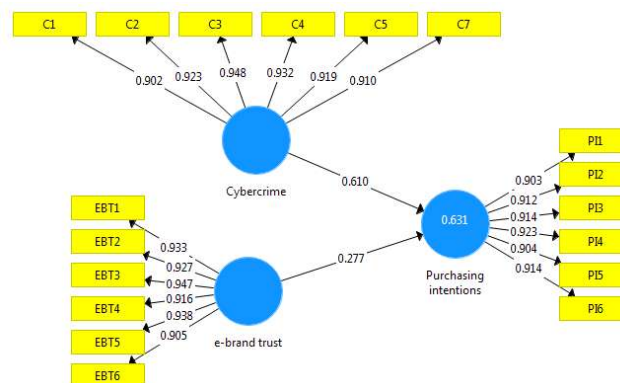 C1
C2
C3
C4
C5
C7
0.902
0.923
0.948
0.932
0.919
0.910
Cybercrime
0.610
EBT1
EBT2
EBT3
EBT4
EBT5
EBT6
0.933
0.927
0.947
0.916
0.938
0.905
e-brand trust
0.277
0.631
Purchasing
intentions
0.903
0.912
0.914
0.923
0.904
0.914
PI1
PI2
PI3
PI4
PI5
PI6